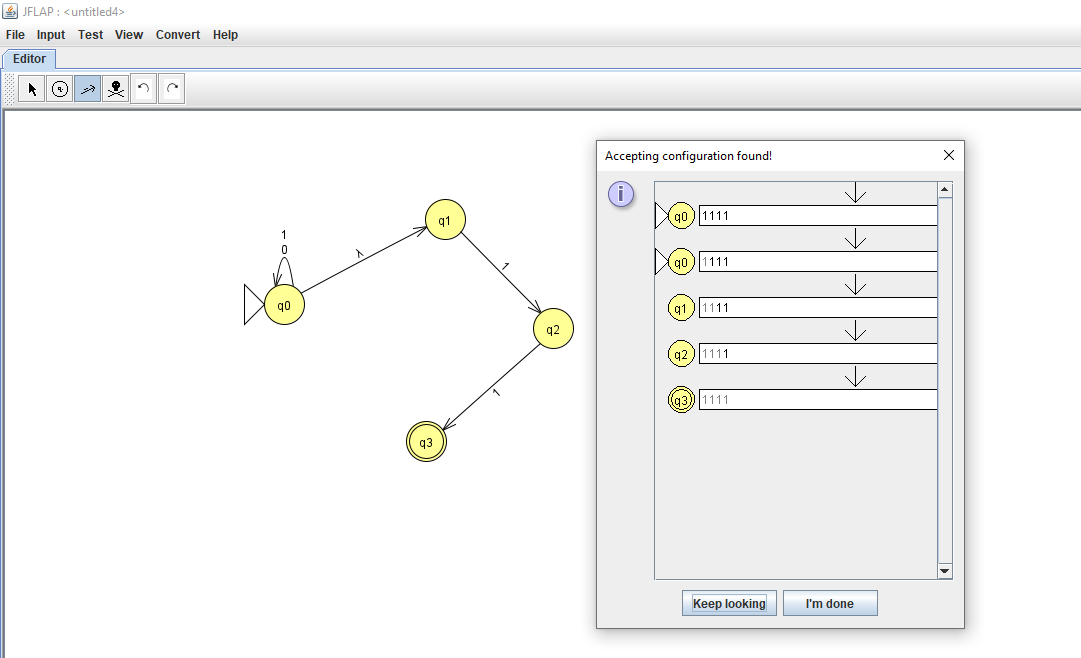 JFLAP : <untitled4>
File Input Test View Convert Help
Editor
q1
1
0
λ
1
q0
q2
1
q3
Accepting configuration found!
i
q0 1111
q0 1111
q1 1111
q2 1111
q3 1111
Keep looking I'm done